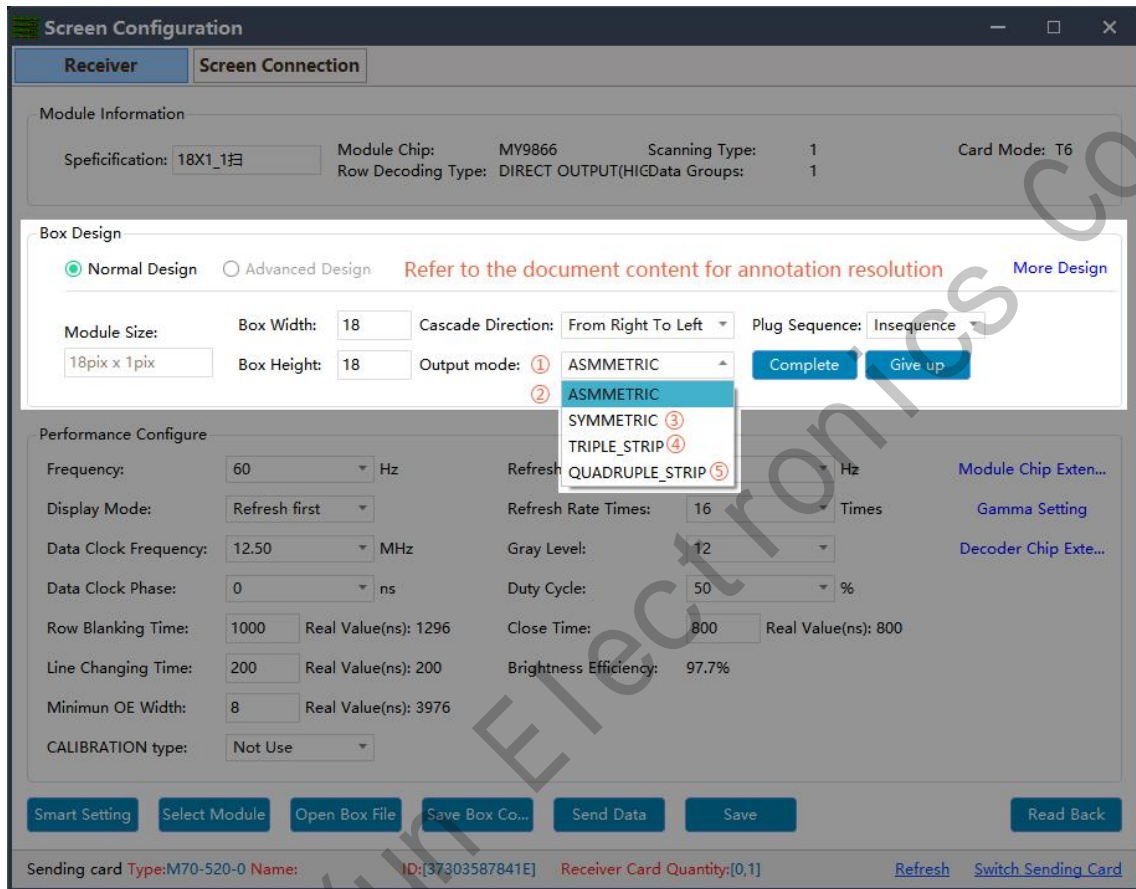 Screen Configuration
Receiver Screen Connection
Module Information
Speficification: 18X1_1扫 Module Chip: MY9866 Scanning Type: 1 Card Mode: T6
Row Decoding Type: DIRECT OUTPUT(HIGData Groups: 1
Box Design
Normal Design Advanced Design Refer to the document content for annotation resolution More Design
Module Size: Box Width: 18 Cascade Direction: From Right To Left Plug Sequence: Insequence
18pix x 1pix Box Height: 18 Output mode: ① ASMMETRIC Complete Give up
② ASMMETRIC
SYMMETRIC ③
TRIPLE_STRIP ④
QUADRUPLE_STRIP ⑤
Performance Configure
Frequency: 60 Hz Refresh Hz Module Chip Exten...
Display Mode: Refresh first Refresh Rate Times: 16 Times Gamma Setting
Data Clock Frequency: 12.50 MHz Gray Level: 12 Decoder Chip Exte...
Data Clock Phase: 0 ns Duty Cycle: 50 %
Row Blanking Time: 1000 Real Value(ns): 1296 Close Time: 800 Real Value(ns): 800
Line Changing Time: 200 Real Value(ns): 200 Brightness Efficiency: 97.7%
Minimun OE Width: 8 Real Value(ns): 3976
CALIBRATION type: Not Use
Smart Setting Select Module Open Box File Save Box Co... Send Data Save Read Back
Sending card Type:M70-520-0 Name: ID:[37303587841E] Receiver Card Quantity:[0,1] Refresh Switch Sending Card
Electronics